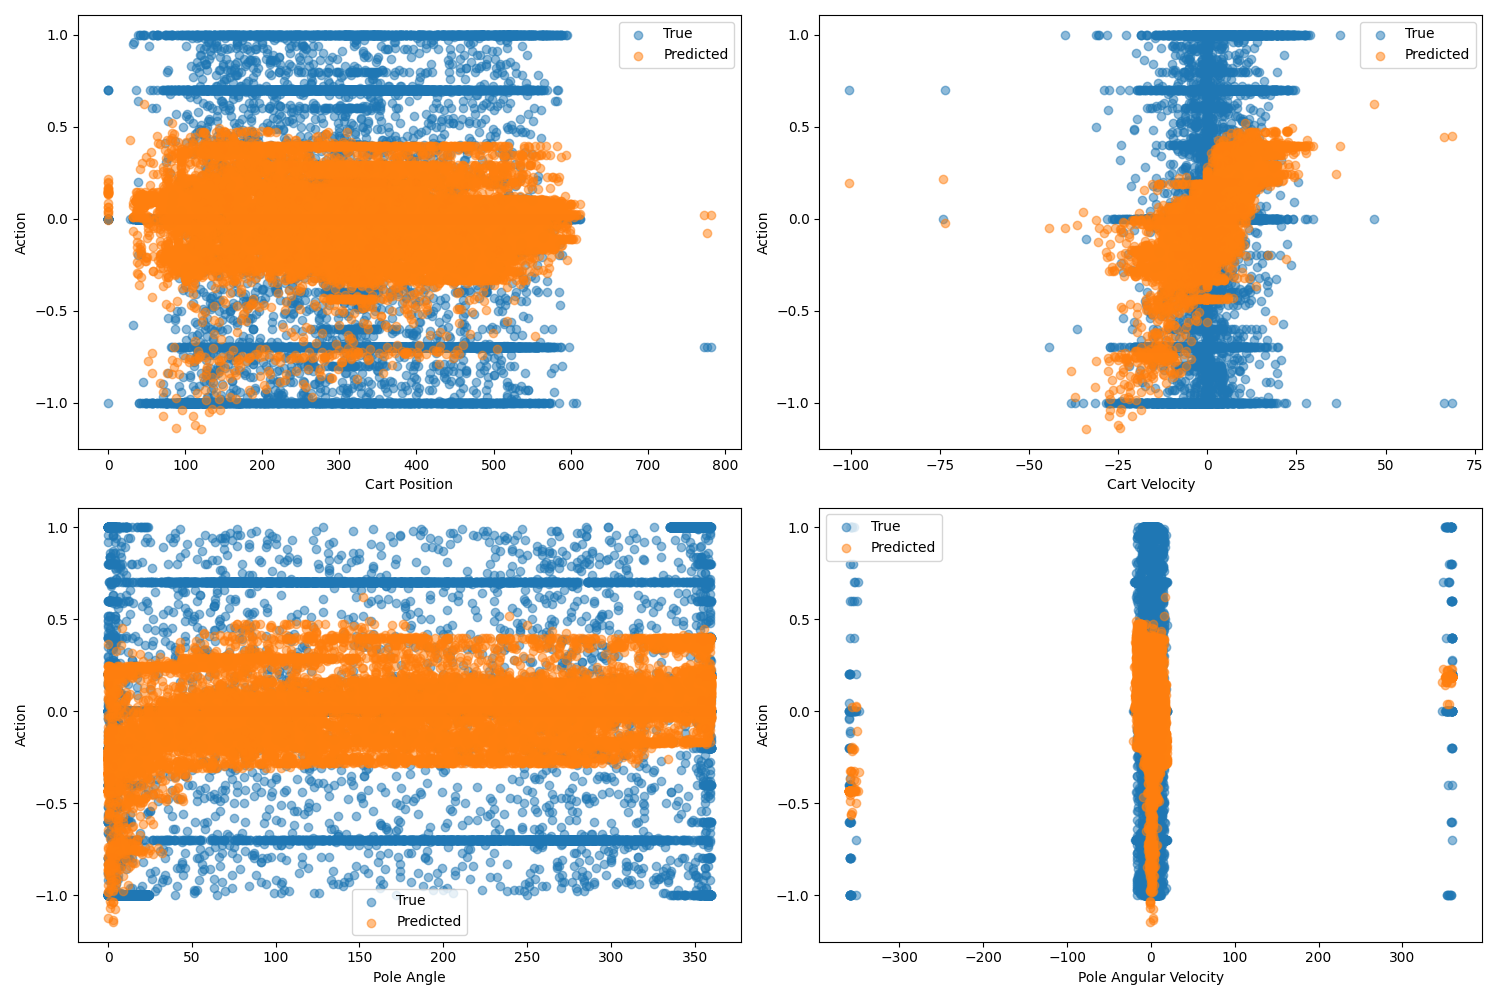 1.0
0.5
0.0
−0.5
−1.0
Action
0 100 200 300 400 500 600 700 800
Cart Position
True
Predicted
1.0
0.5
0.0
−0.5
−1.0
Action
−100 −75 −50 −25 0 25 50 75
Cart Velocity
True
Predicted
1.0
0.5
0.0
−0.5
−1.0
Action
0 50 100 150 200 250 300 350
Pole Angle
True
Predicted
1.0
0.5
0.0
−0.5
−1.0
Action
−300 −200 −100 0 100 200 300
Pole Angular Velocity
True
Predicted